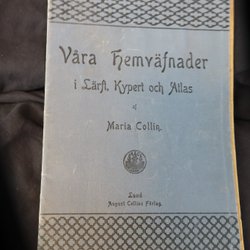 Våra Hemväfnader
i Lärft, Kypert och Atlas
af
Maria Collin.
Lund
August Collins Förlag.